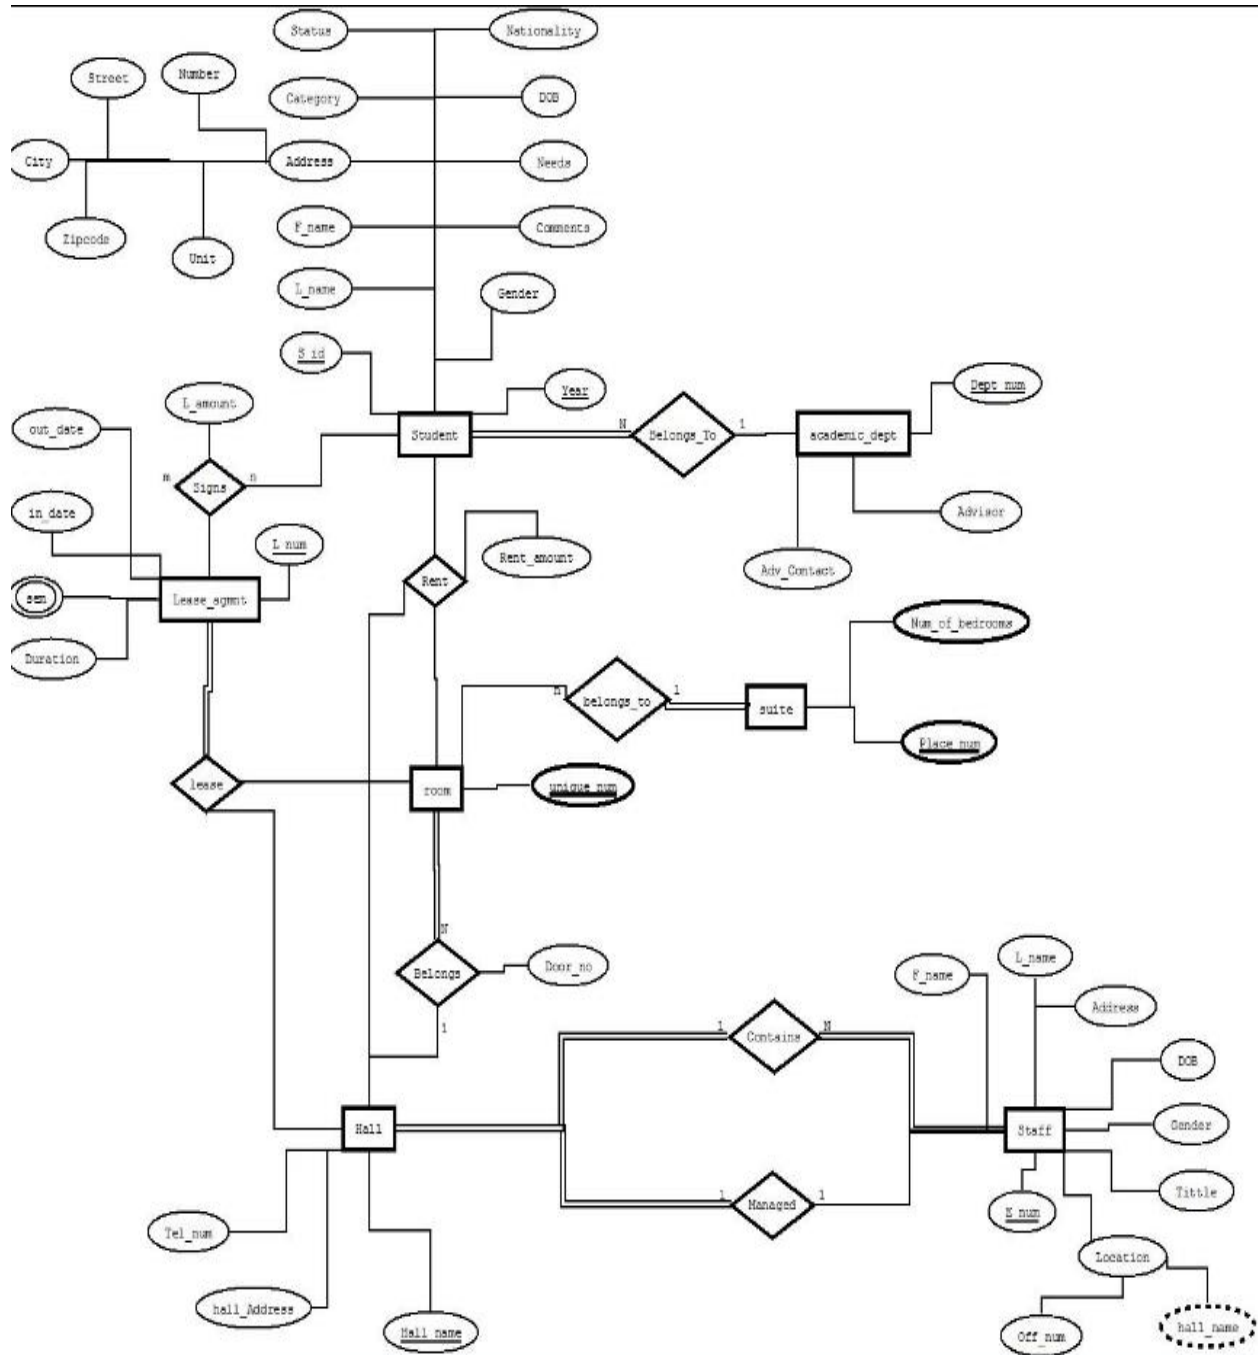 Status
Nationality
Street
Number
Category
DOB
City
Address
Needs
Zipcode
Unit
F_name
Comments
L_name
Gender
S_id
Year
L_amount
Dept_num
out_date
Student
N
Belongs_To
1
academic_dept
m
Signs
n
in_date
L_num
Advisor
Rent_amount
Adv_Contact
sem
Lease_agmnt
Rent
Duration
Num_of_bedrooms
n
belongs_to
1
suite
Place_num
lease
room
unique_num
N
Belongs
Door_no
1
F_name
L_name
Address
1
Contains
N
DOB
Hall
Staff
Gender
1
Managed
1
Tittle
E_num
Tel_num
Location
hall_Address
Hall_name
Off_num
hall_name